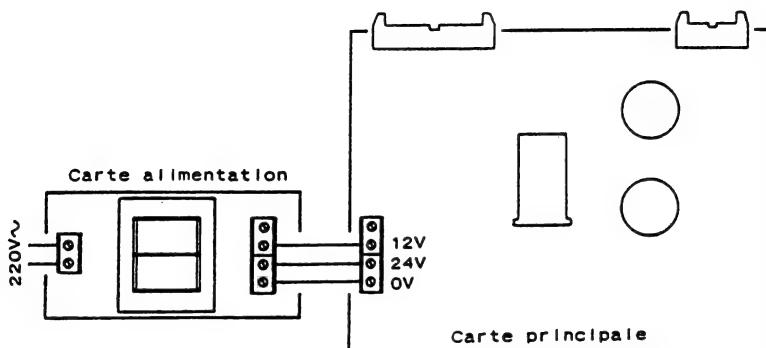 Carte alimentation
220V~
12V
24V
0V
Carte principale